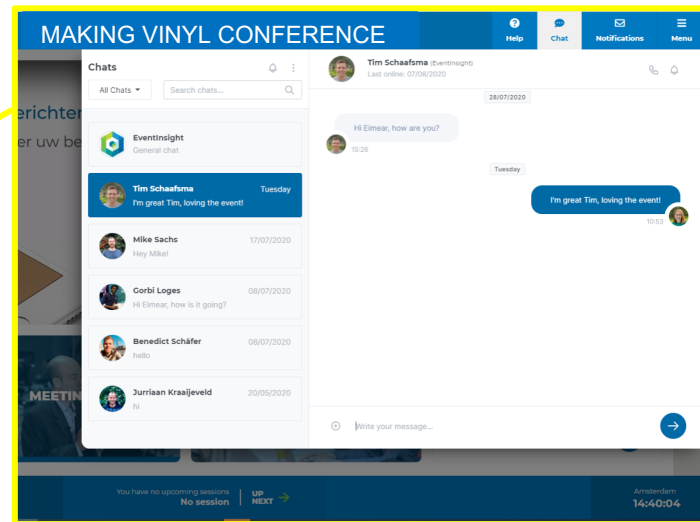 MAKING VINYL CONFERENCE
Help
Chat
Notifications
Menu
Chats
All Chats
Search chats...
EventInsight
General chat
Tim Schaafsma
Tuesday
I'm great Tim, loving the event!
Mike Sachs
17/07/2020
Hey Mike!
Gorbi Loges
08/07/2020
Hi Eimear, how is it going?
Benedict Schäfer
08/07/2020
hello
Jurriaan Kraaijeveld
20/05/2020
hi
Tim Schaafsma (EventInsight)
Last online: 07/08/2020
28/07/2020
Hi Eimear, how are you?
15:26
Tuesday
I'm great Tim, loving the event!
10:53
Write your message...
erichter
er uw be
MEETIN
You have no upcoming sessions
No session
UP
NEXT
Amsterdam
14:40:04